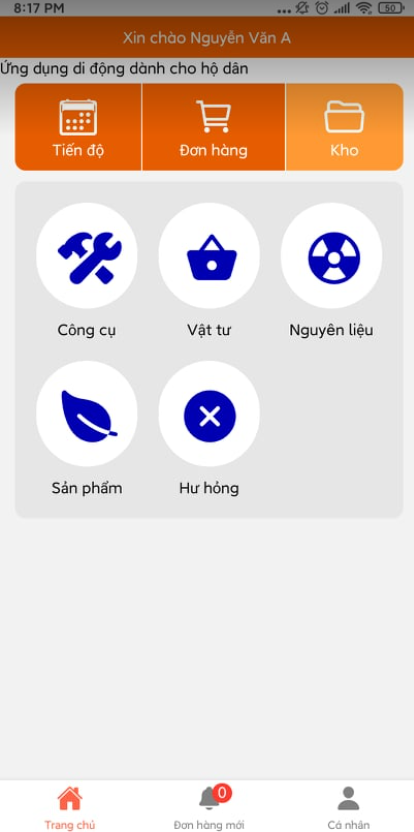 8:17 PM
50
Xin chào Nguyễn Văn A
Ứng dụng di động dành cho hộ dân
Tiến độ Đơn hàng Kho
Công cụ Vật tư Nguyên liệu
Sản phẩm Hư hỏng
0
Trang chủ Đơn hàng mới Cá nhân